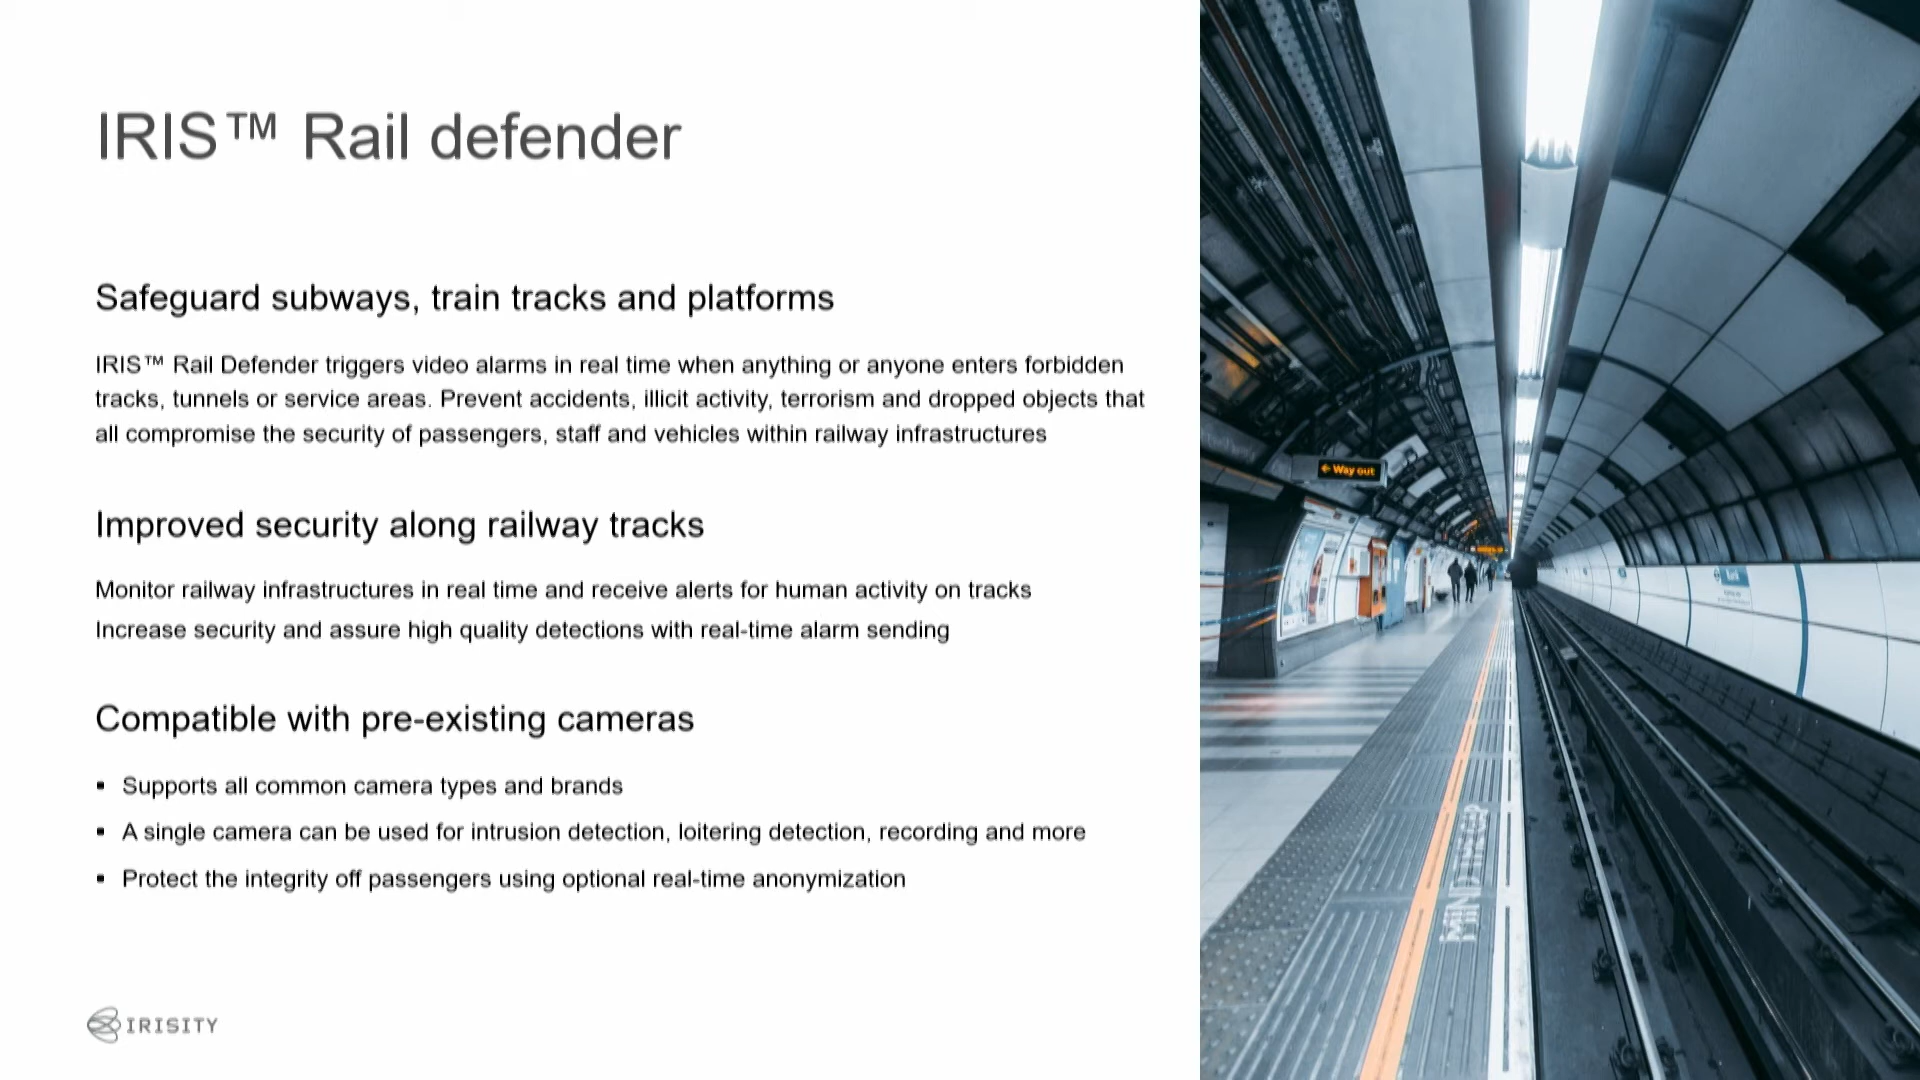 IRIS™ Rail defender
Safeguard subways, train tracks and platforms
IRIS™ Rail Defender triggers video alarms in real time when anything or anyone enters forbidden
tracks, tunnels or service areas. Prevent accidents, illicit activity, terrorism and dropped objects that
all compromise the security of passengers, staff and vehicles within railway infrastructures
Improved security along railway tracks
Monitor railway infrastructures in real time and receive alerts for human activity on tracks
Increase security and assure high quality detections with real-time alarm sending
Compatible with pre-existing cameras
▪ Supports all common camera types and brands
▪ A single camera can be used for intrusion detection, loitering detection, recording and more
▪ Protect the integrity off passengers using optional real-time anonymization
IRISITY
← Way out
MIND THE GAP